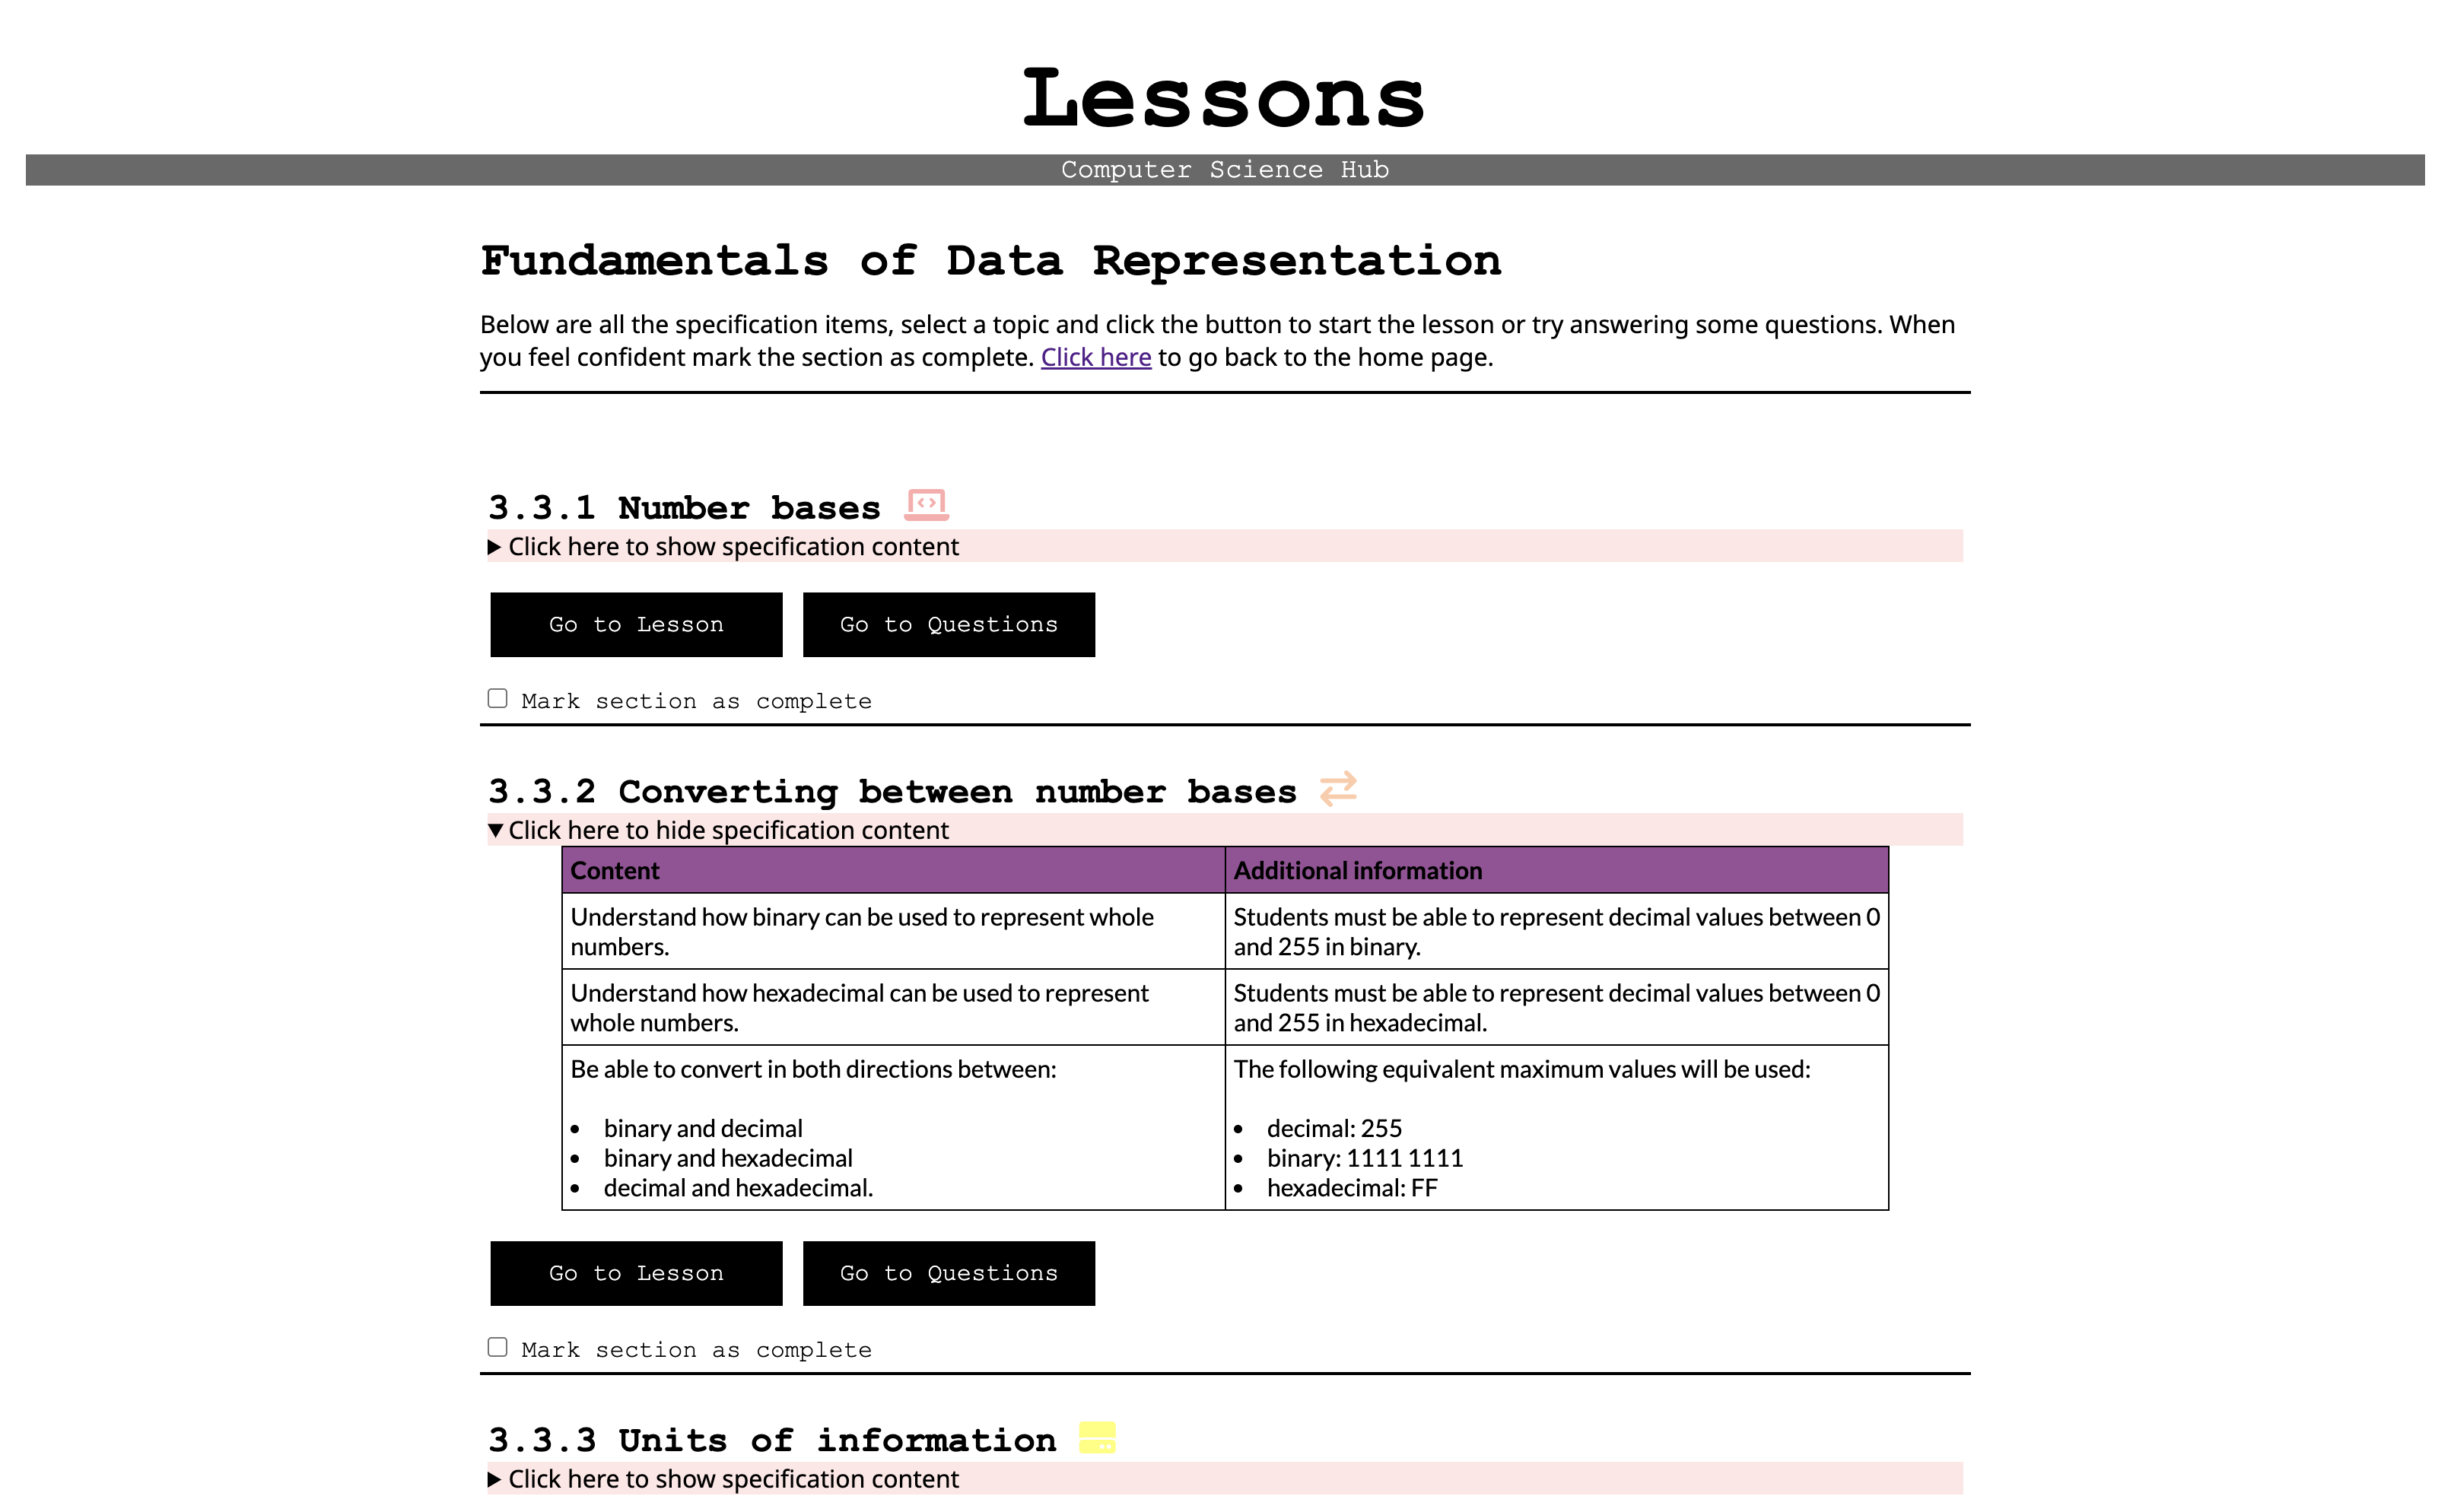 Lessons
Computer Science Hub
Fundamentals of Data Representation
Below are all the specification items, select a topic and click the button to start the lesson or try answering some questions. When
you feel confident mark the section as complete. Click here to go back to the home page.
3.3.1 Number bases
Click here to show specification content
Go to Lesson Go to Questions
Mark section as complete
3.3.2 Converting between number bases
Click here to hide specification content
Content Additional information
Understand how binary can be used to represent whole
numbers.
Students must be able to represent decimal values between 0
and 255 in binary.
Understand how hexadecimal can be used to represent
whole numbers.
Students must be able to represent decimal values between 0
and 255 in hexadecimal.
Be able to convert in both directions between:
• binary and decimal
• binary and hexadecimal
• decimal and hexadecimal.
The following equivalent maximum values will be used:
• decimal: 255
• binary: 1111 1111
• hexadecimal: FF
Go to Lesson Go to Questions
Mark section as complete
3.3.3 Units of information
Click here to show specification content